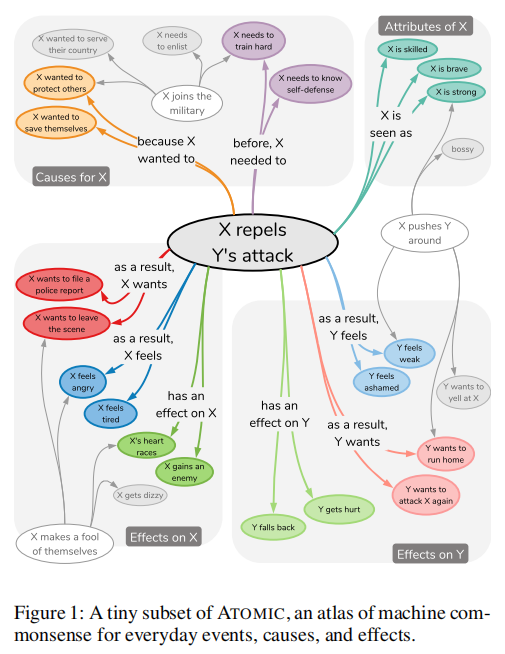 Attributes of X
X wanted to serve
their country
X needs
to enlist
X needs to
train hard
X is skilled
X is brave
X is strong
X wanted to
protect others
X needs to know
self-defense
X joins the
military
X wanted to
save themselves
because X
wanted to
before, X
needed to
X is
seen as
bossy
Causes for X
X repels
Y's attack
X pushes Y
around
as a result,
X wants
X wants to file a
police report
X wants to leave
the scene
as a result,
X feels
X feels
angry
X feels
tired
has an
effect on X
X's heart
races
X gains an
enemy
X gets dizzy
X makes a fool
of themselves
Effects on X
as a result,
Y feels
Y feels
weak
Y feels
ashamed
Y wants to
yell at X
has an
effect on Y
as a result,
Y wants
Y wants to
run home
Y wants to
attack X again
Y gets hurt
Y falls back
Effects on Y
Figure 1: A tiny subset of ATOMIC, an atlas of machine com-
monsense for everyday events, causes, and effects.